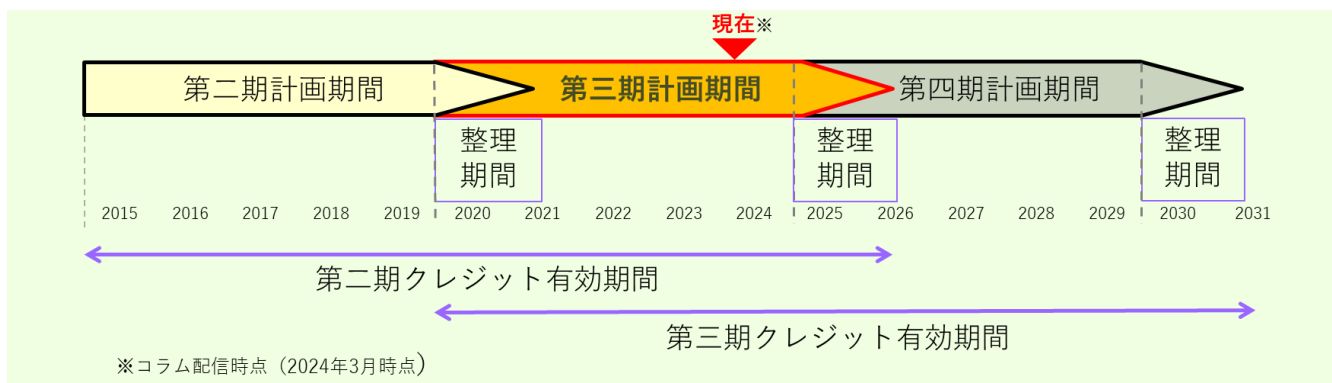 現在※
第二期計画期間 第三期計画期間 第四期計画期間
整理
期間
整理
期間
整理
期間
2015 2016 2017 2018 2019 2020 2021 2022 2023 2024 2025 2026 2027 2028 2029 2030 2031
第二期クレジット有効期間
第三期クレジット有効期間
※コラム配信時点（2024年3月時点）